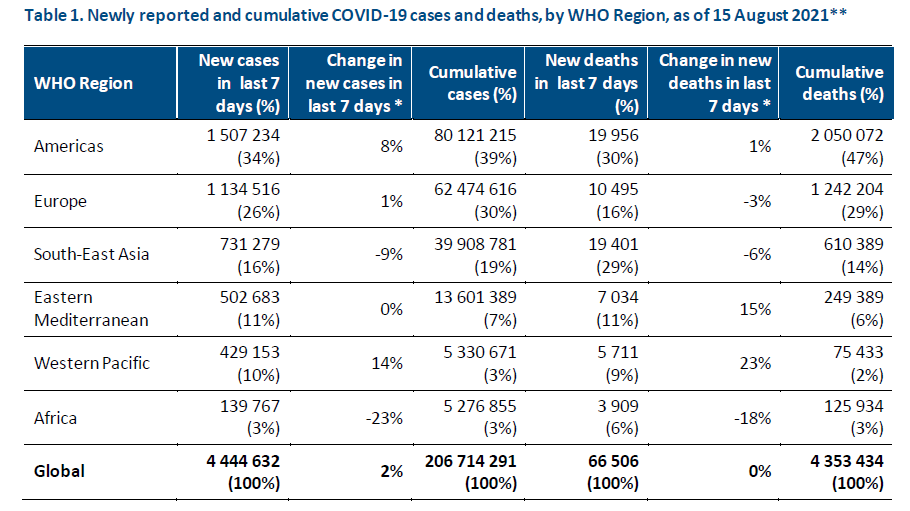 Table 1. Newly reported and cumulative COVID-19 cases and deaths, by WHO Region, as of 15 August 2021**
WHO Region
New cases
in last 7
days (%)
Change in
new cases in
last 7 days *
Cumulative
cases (%)
New deaths
in last 7 days
(%)
Change in new
deaths in last
7 days *
Cumulative
deaths (%)
Americas
1 507 234
(34%)
8%
80 121 215
(39%)
19 956
(30%)
1%
2 050 072
(47%)
Europe
1 134 516
(26%)
1%
62 474 616
(30%)
10 495
(16%)
-3%
1 242 204
(29%)
South-East Asia
731 279
(16%)
-9%
39 908 781
(19%)
19 401
(29%)
-6%
610 389
(14%)
Eastern
Mediterranean
502 683
(11%)
0%
13 601 389
(7%)
7 034
(11%)
15%
249 389
(6%)
Western Pacific
429 153
(10%)
14%
5 330 671
(3%)
5 711
(9%)
23%
75 433
(2%)
Africa
139 767
(3%)
-23%
5 276 855
(3%)
3 909
(6%)
-18%
125 934
(3%)
Global
4 444 632
(100%)
2%
206 714 291
(100%)
66 506
(100%)
0%
4 353 434
(100%)